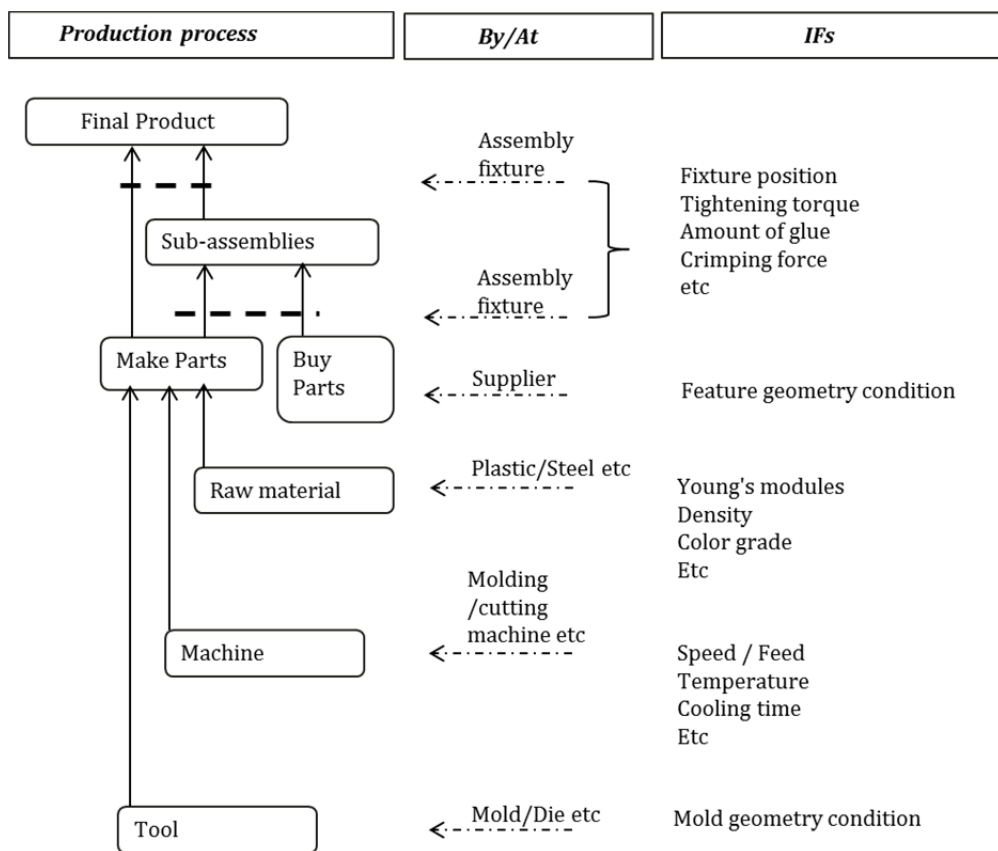 Production process
By/At
IFs
Final Product
Assembly
fixture
Fixture position
Tightening torque
Amount of glue
Crimping force
etc
Sub-assemblies
Assembly
fixture
Make Parts
Buy
Parts
Supplier
Feature geometry condition
Raw material
Plastic/Steel etc
Young's modules
Density
Color grade
Etc
Machine
Molding
/cutting
machine etc
Speed / Feed
Temperature
Cooling time
Etc
Tool
Mold/Die etc
Mold geometry condition